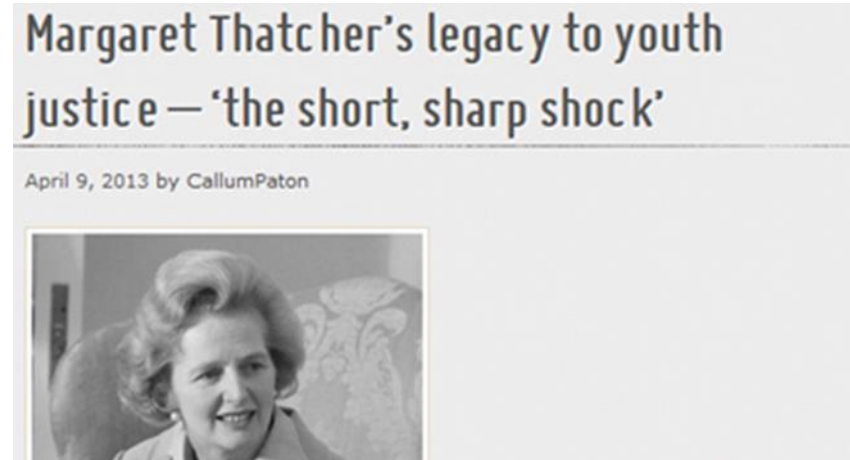 Margaret Thatcher’s legacy to youth
justice – ‘the short, sharp shock’
April 9, 2013 by CallumPaton